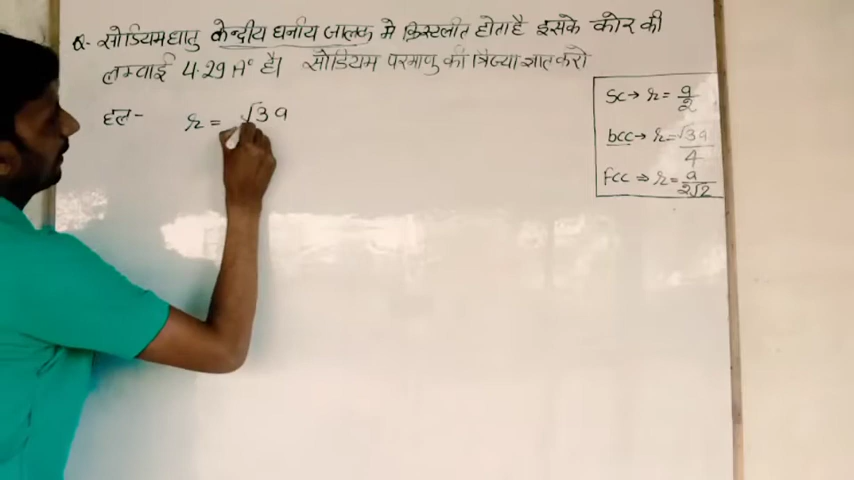 Q- सोडियम धातु केन्द्रीय घनीय जालक मे क्रिस्टलीत होता है इसके कोर की
लम्बाई 4.29 A° है। सोडियम परमाणु की त्रिज्या ज्ञात करो
हल- r = √3 a
SC → r = a/2
bcc → r = √3a/4
fcc ⇒ r = a/2√2